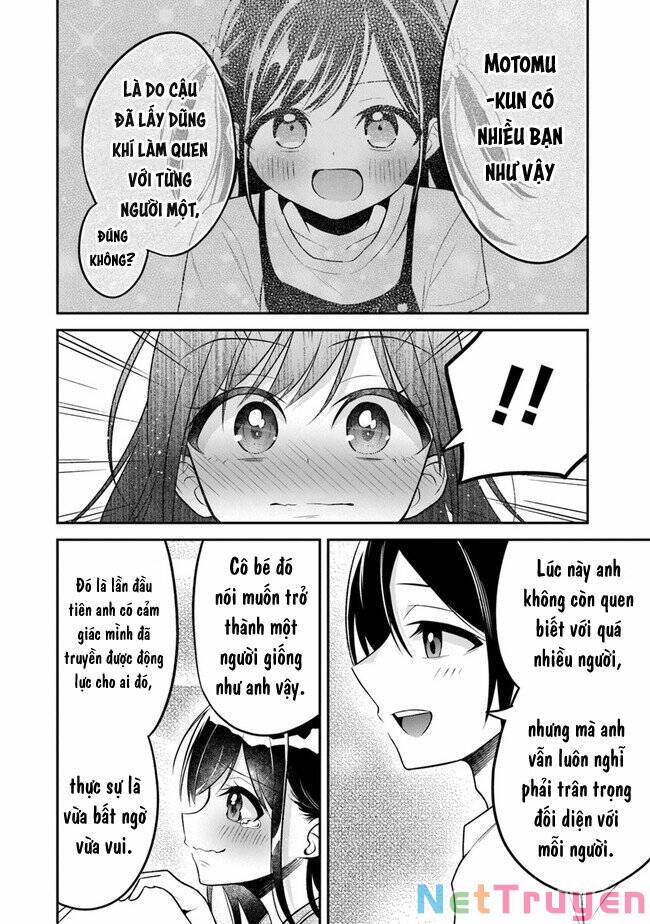 MOTOMU
-KUN CÓ
NHIỀU BẠN
NHƯ VẬY
LÀ DO CẬU
ĐÃ LẤY DŨNG
KHÍ LÀM QUEN
VỚI TỪNG
NGƯỜI MỘT,
ĐÚNG
KHÔNG?
!!
Lúc này anh
không còn quen
biết với quá
nhiều người,
nhưng mà anh
vẫn luôn nghĩ
phải trân trọng
đối diện với
mỗi người.
Cô bé đó
nói muốn trở
thành một
người giống
như anh vậy.
Đó là lần đầu
tiên anh có cảm
giác mình đã
truyền được động
lực cho ai đó,
thực sự là
vừa bất ngờ
vừa vui.
NetTruyen